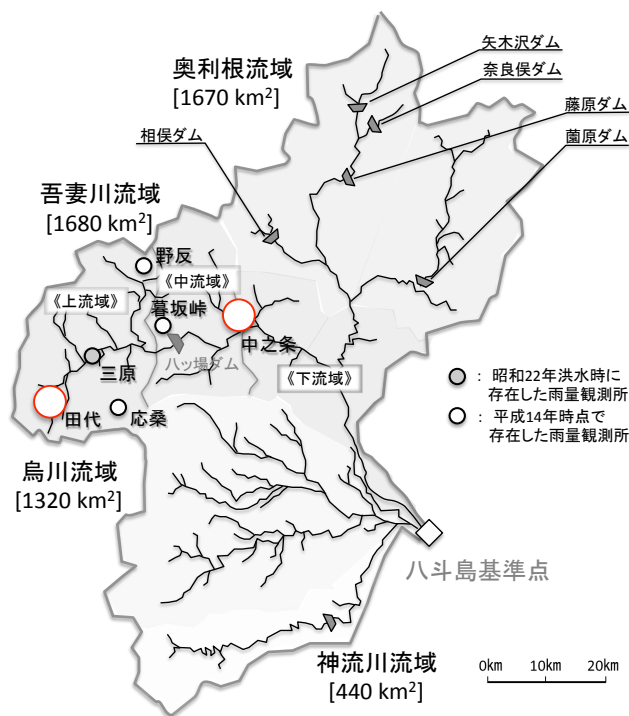 矢木沢ダム
奈良俣ダム
奥利根流域
[1670 km²]
藤原ダム
相俣ダム
薗原ダム
吾妻川流域
[1680 km²]
野反
《中流域》
《上流域》
暮坂峠
中之条
八ッ場ダム
三原
《下流域》
田代
応桑
: 昭和22年洪水時に
存在した雨量観測所
: 平成14年時点で
存在した雨量観測所
烏川流域
[1320 km²]
八斗島基準点
神流川流域
[440 km²]
0km 10km 20km